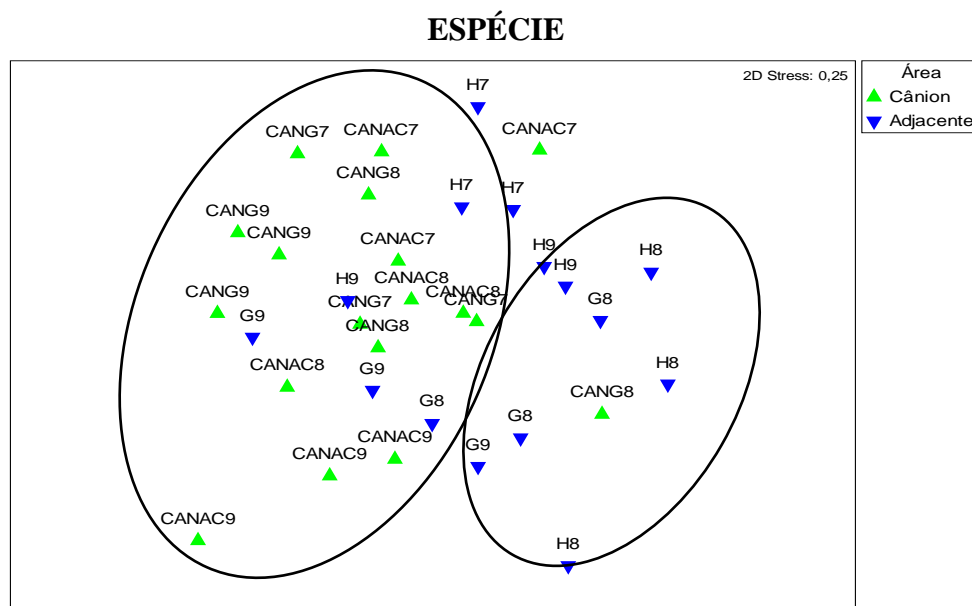 ESPÉCIE
2D Stress: 0,25
Área
Cânion
Adjacente
H7
CANG7
CANAC7
CANAC7
CANG8
H7
H7
CANG9
CANG9
CANAC7
H9
H9
H8
CANAC8
H9
CANAC8
CANG9
CANG7
CANG7
G8
G9
CANG8
CANAC8
G9
H8
CANG8
G8
G8
CANAC9
G9
CANAC9
CANAC9
H8